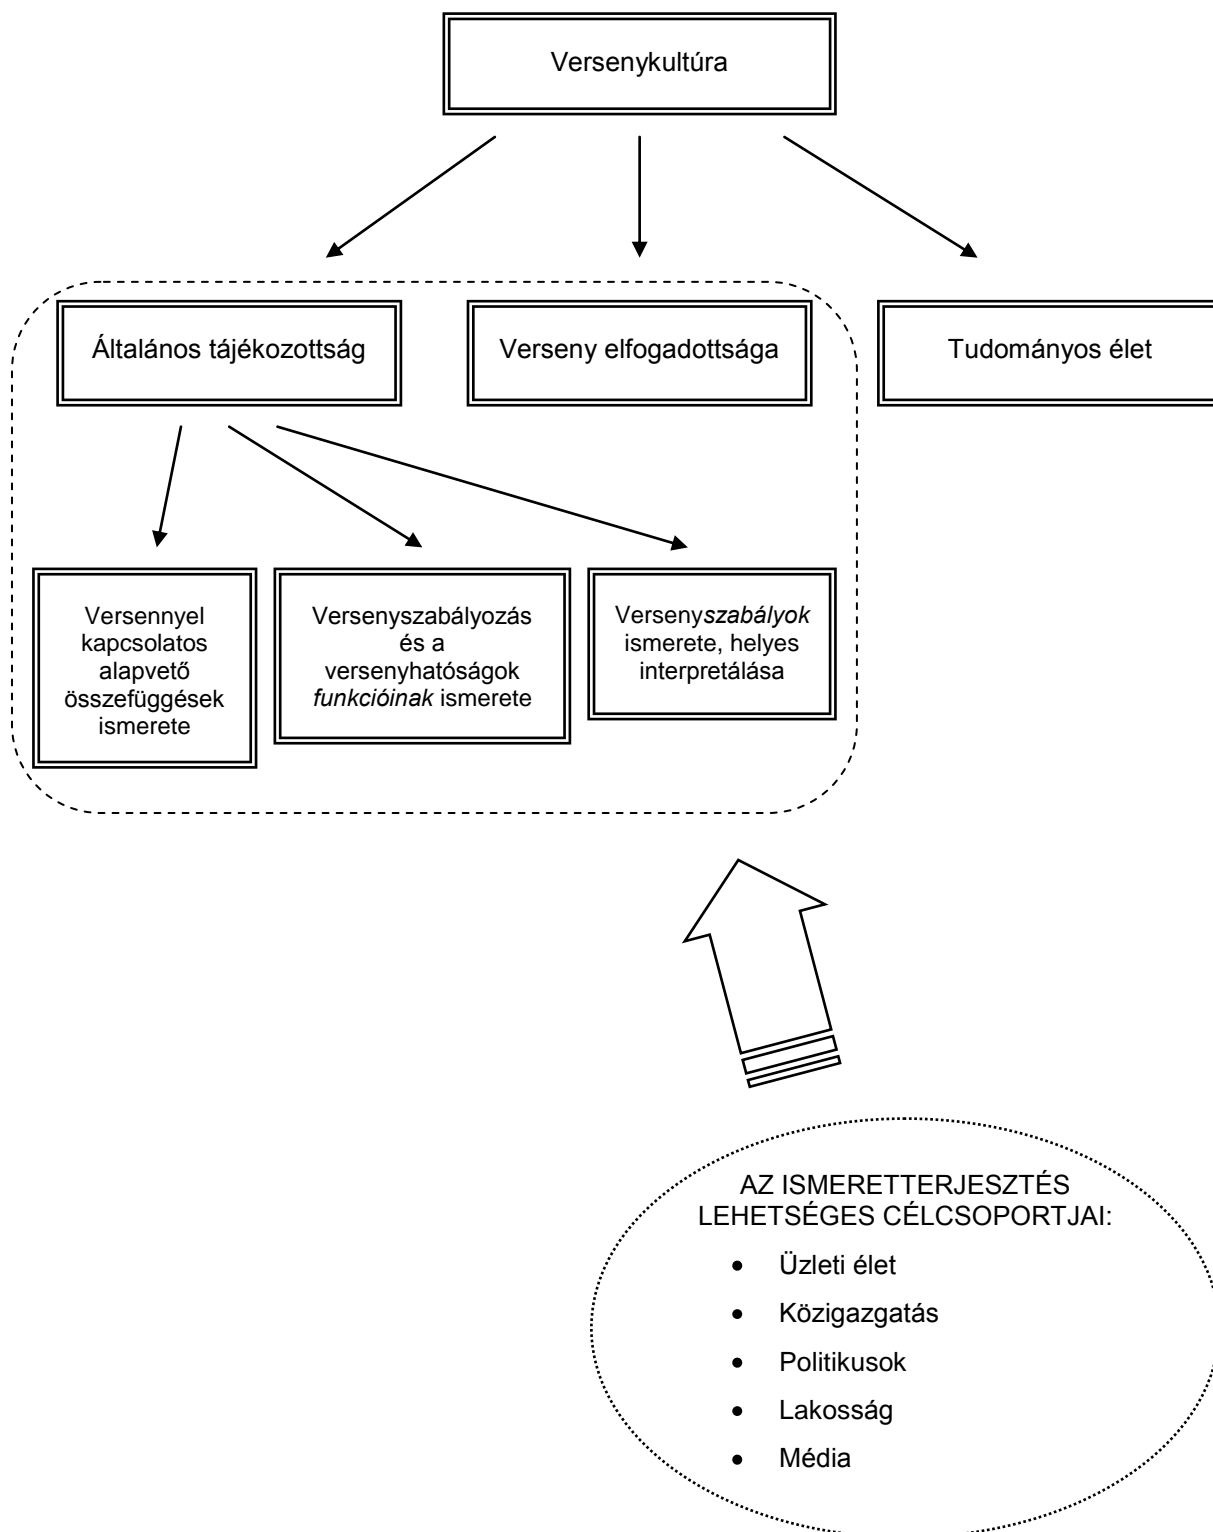 Versenykultúra
Általános tájékozottság
Verseny elfogadottsága
Tudományos élet
Versennyel
kapcsolatos
alapvető
összefüggések
ismerete
Versenyszabályozás
és a
versenyhatóságok
funkcióinak ismerete
Versenyszabályok
ismerete, helyes
interpretálása
AZ ISMERETTERJESZTÉS
LEHETSÉGES CÉLCSOPORTJAI:
• Üzleti élet
• Közigazgatás
• Politikusok
• Lakosság
• Média